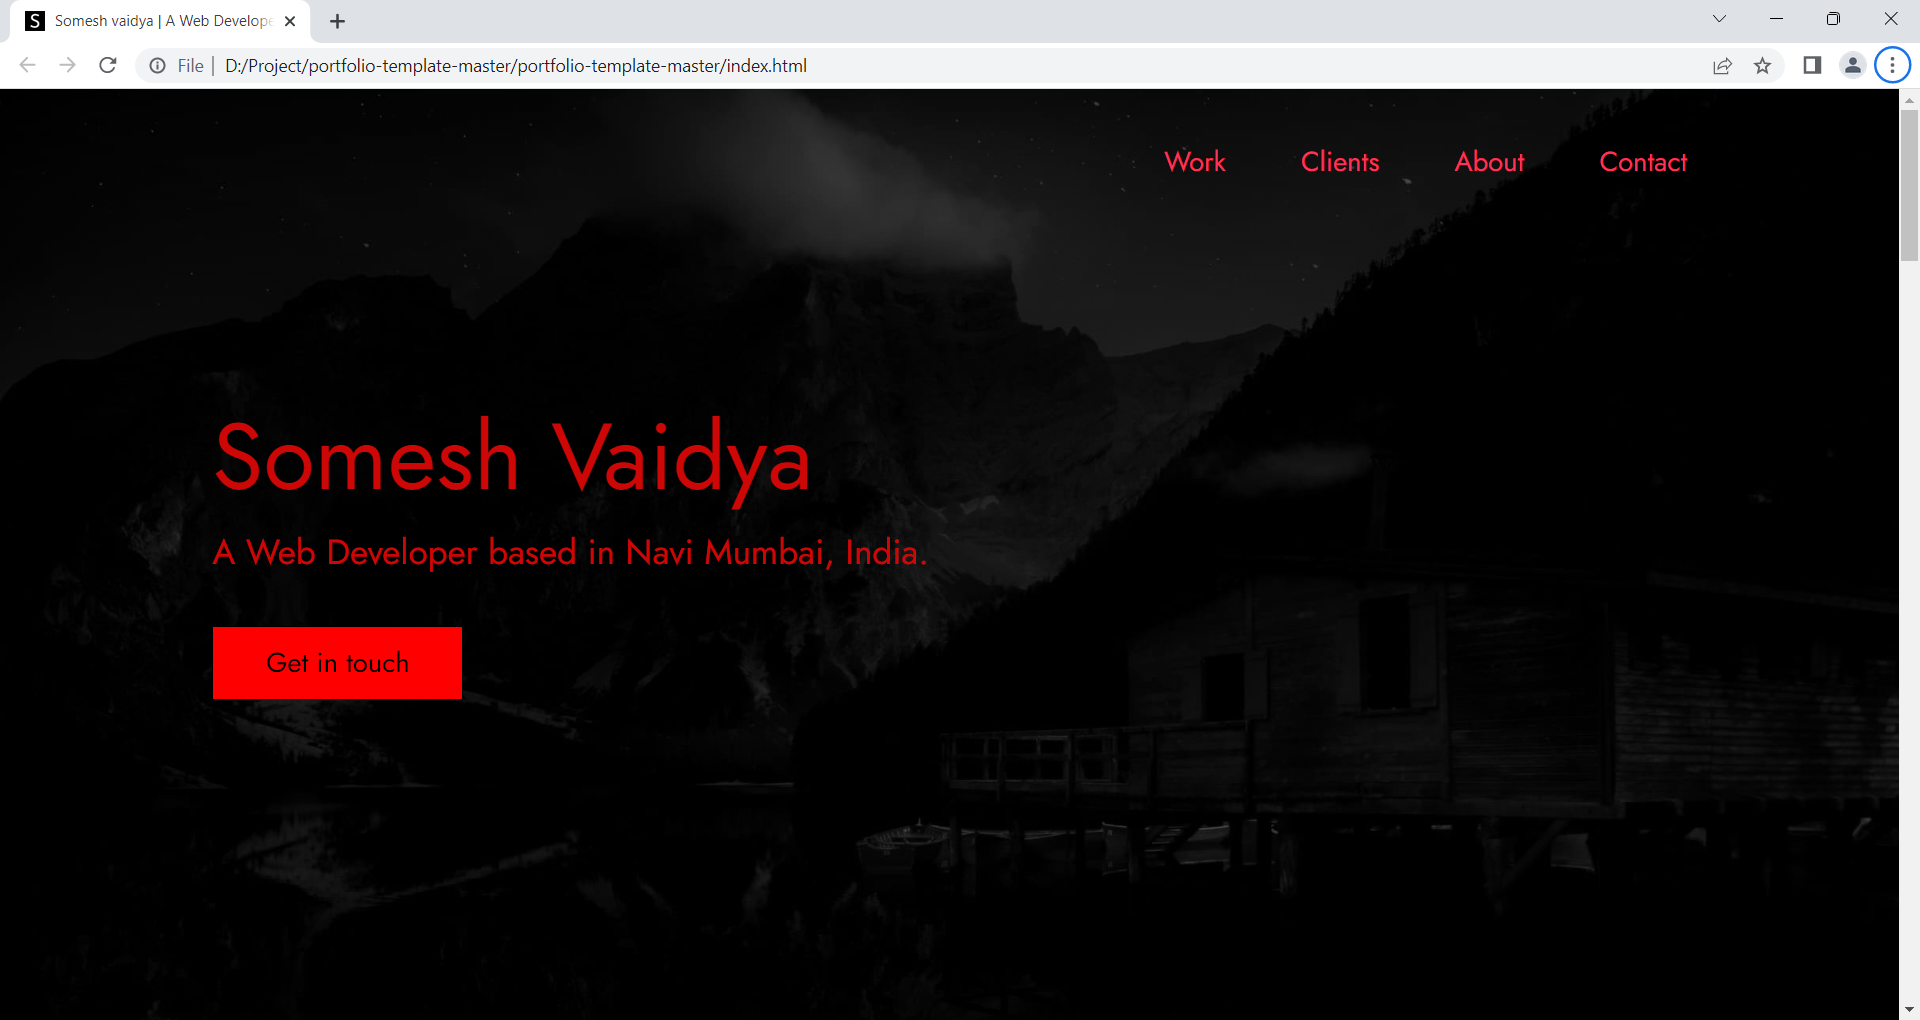 S Somesh vaidya | A Web Develope
File D:/Project/portfolio-template-master/portfolio-template-master/index.html
Work Clients About Contact
Somesh Vaidya
A Web Developer based in Navi Mumbai, India.
Get in touch